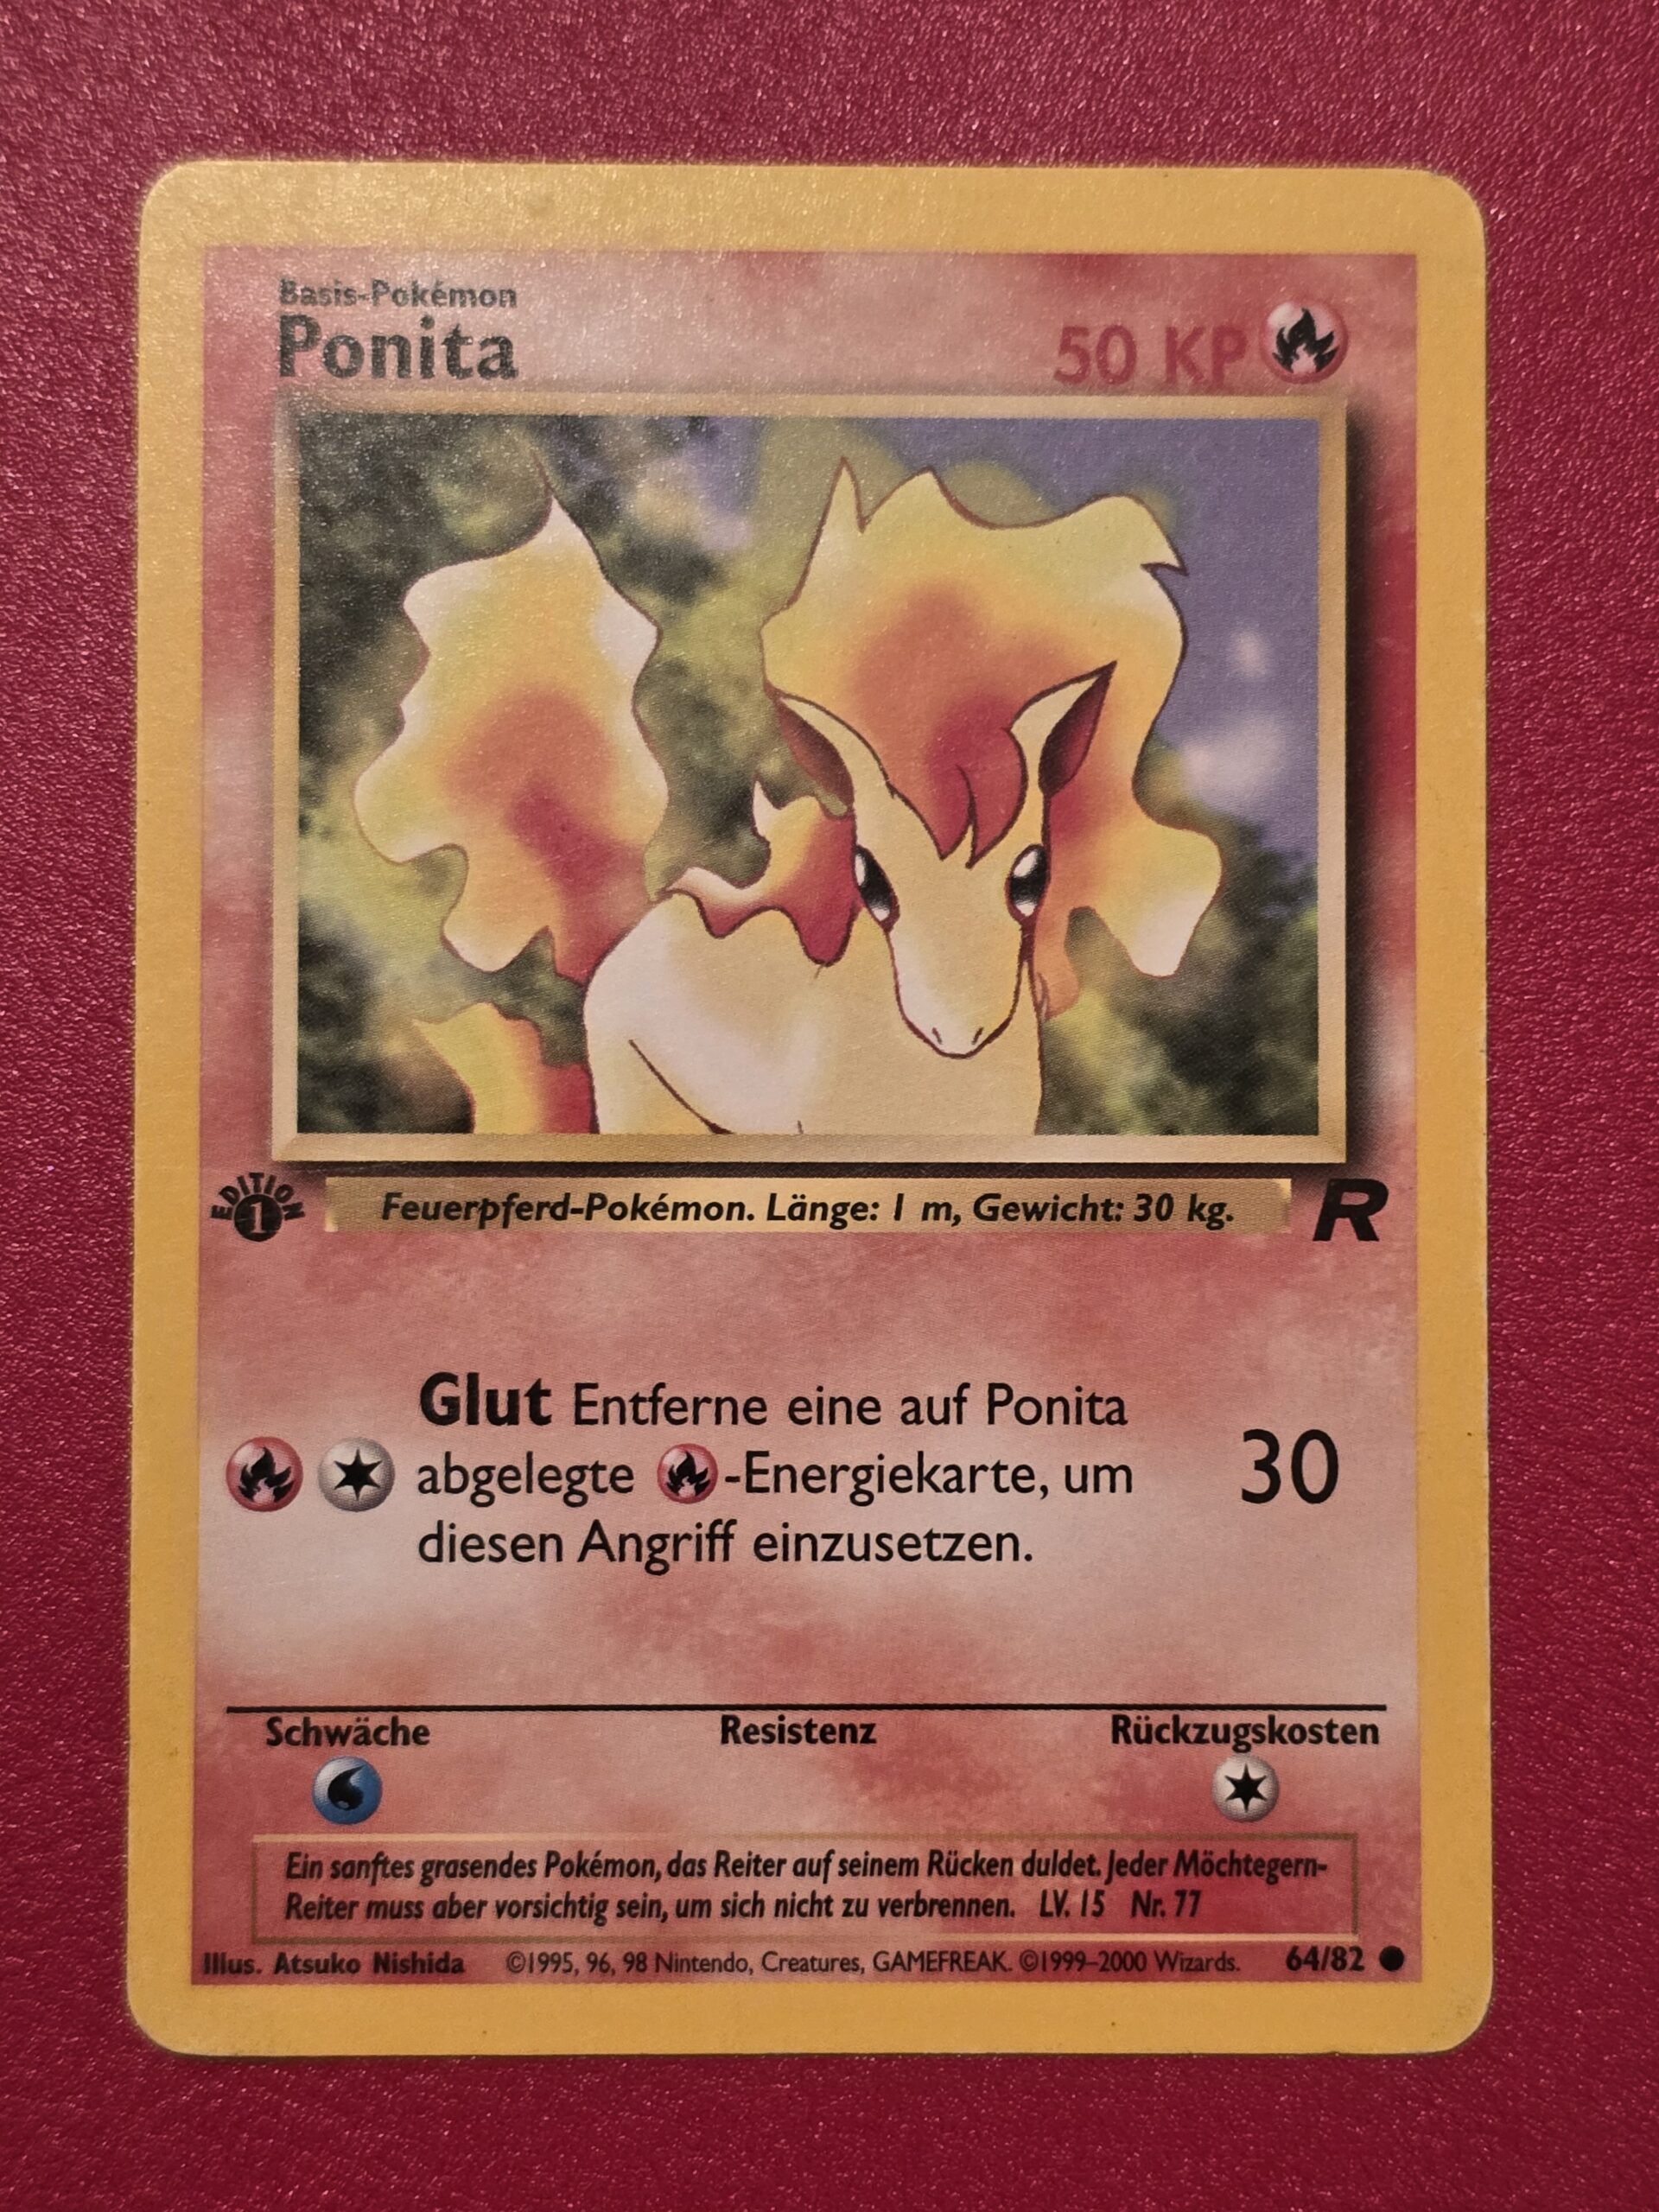 Basis-Pokémon
Ponita
50 KP
EDITION
1
Feuerpferd-Pokémon. Länge: 1 m, Gewicht: 30 kg.
R
Glut Entferne eine auf Ponita
abgelegte -Energiekarte, um
diesen Angriff einzusetzen.
30
Schwäche Resistenz Rückzugskosten
Ein sanftes grasendes Pokémon, das Reiter auf seinem Rücken duldet. Jeder Möchtegern-
Reiter muss aber vorsichtig sein, um sich nicht zu verbrennen. LV. 15 Nr. 77
Illus. Atsuko Nishida ©1995, 96, 98 Nintendo, Creatures, GAMEFREAK. ©1999–2000 Wizards. 64/82